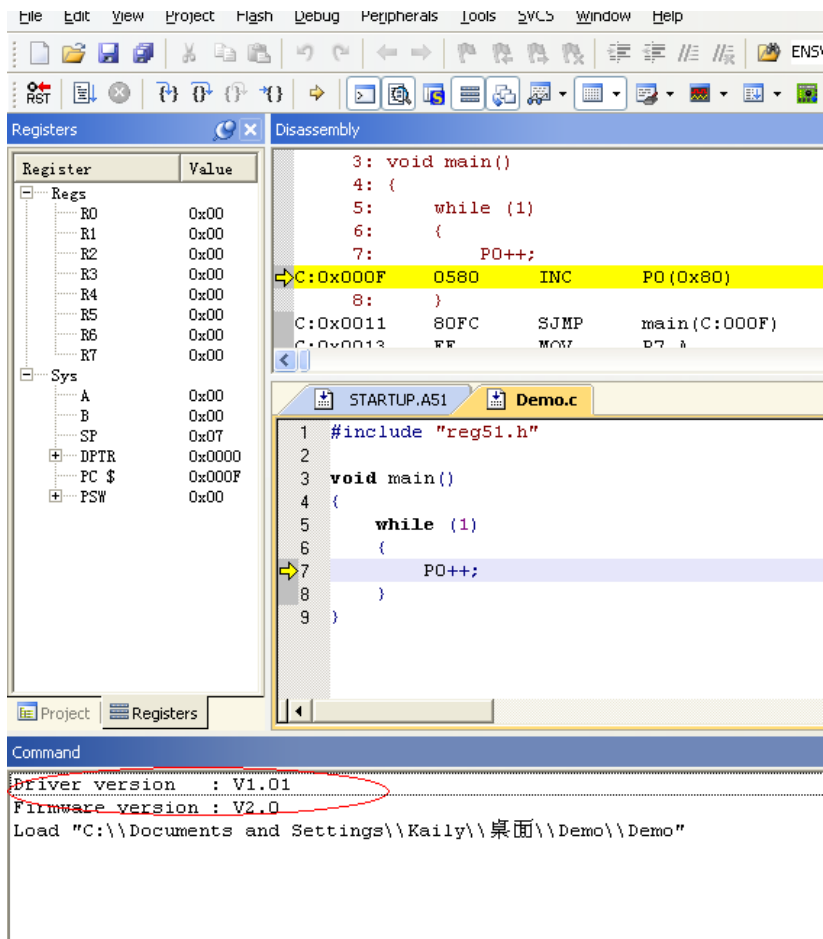 File Edit View Project Flash Debug Peripherals Tools SVCS Window Help
RST
Registers
Register Value
Regs
R0 0x00
R1 0x00
R2 0x00
R3 0x00
R4 0x00
R5 0x00
R6 0x00
R7 0x00
Sys
A 0x00
B 0x00
SP 0x07
DPTR 0x0000
PC $ 0x000F
PSW 0x00
Project Registers
Disassembly
3: void main()
4: {
5: while (1)
6: {
7: P0++;
C:0x000F 0580 INC P0(0x80)
8: }
C:0x0011 80FC SJMP main(C:000F)
C:0x0013 FF MOV R7,A
STARTUP.A51 Demo.c
1 #include "reg51.h"
2
3 void main()
4 {
5 while (1)
6 {
7 P0++;
8 }
9 }
Command
Driver version : V1.01
Firmware version : V2.0
Load "C:\\Documents and Settings\\Kaily\\桌面\\Demo\\Demo"